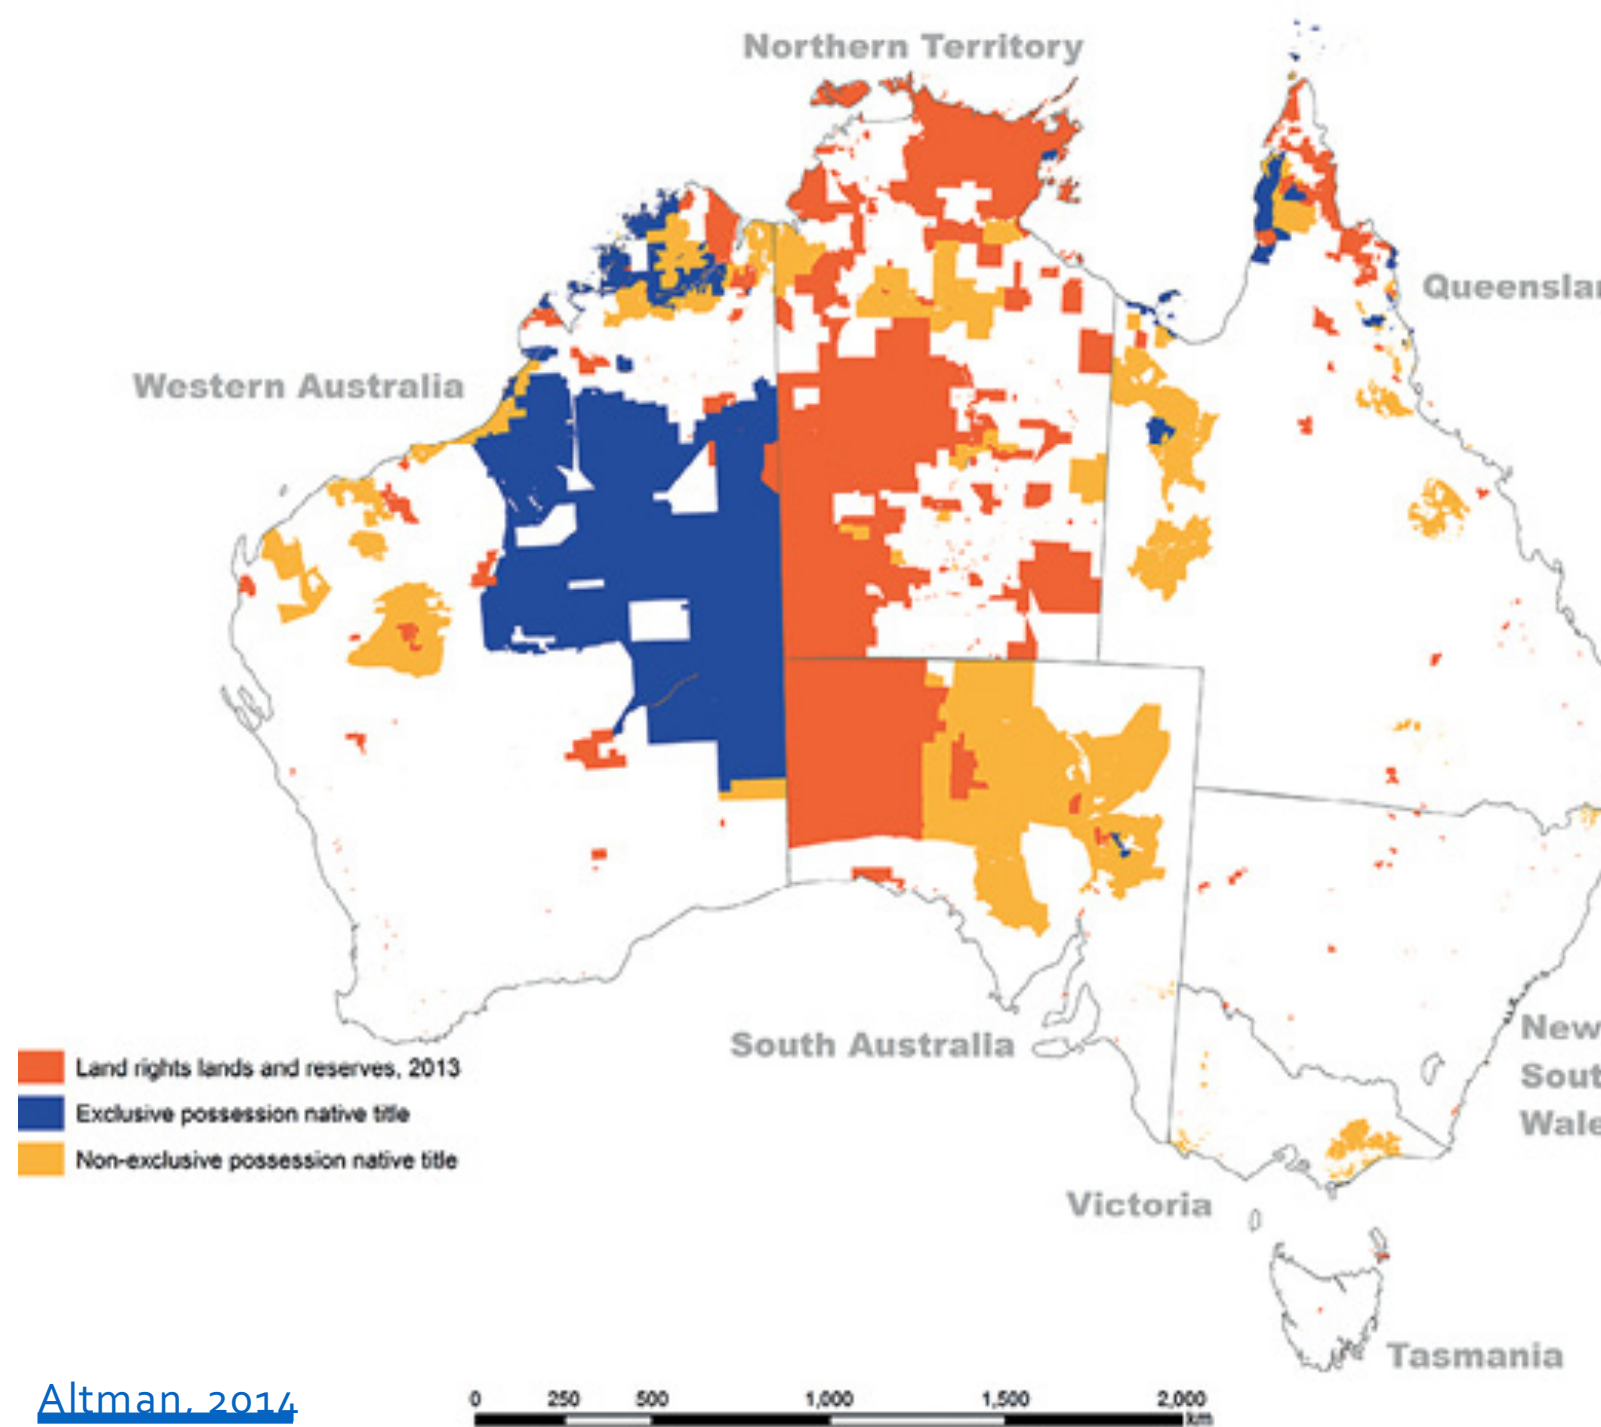 Northern Territory
Queenslan
Western Australia
South Australia
New
Sout
Wale
Land rights lands and reserves, 2013
Exclusive possession native title
Non-exclusive possession native title
Victoria
Tasmania
Altman, 2014
0 250 500 1,000 1,500 2,000
km